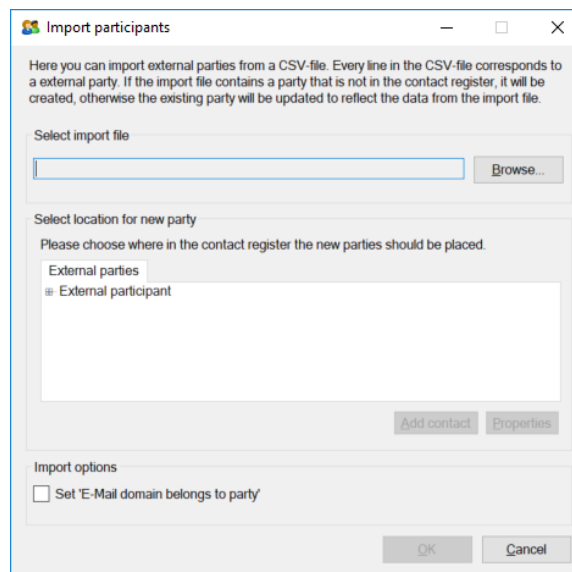 Import participants
Here you can import external parties from a CSV-file. Every line in the CSV-file corresponds to
a external party. If the import file contains a party that is not in the contact register, it will be
created, otherwise the existing party will be updated to reflect the data from the import file.
Select import file
Browse...
Select location for new party
Please choose where in the contact register the new parties should be placed.
External parties
External participant
Add contact Properties
Import options
Set 'E-Mail domain belongs to party'
OK Cancel